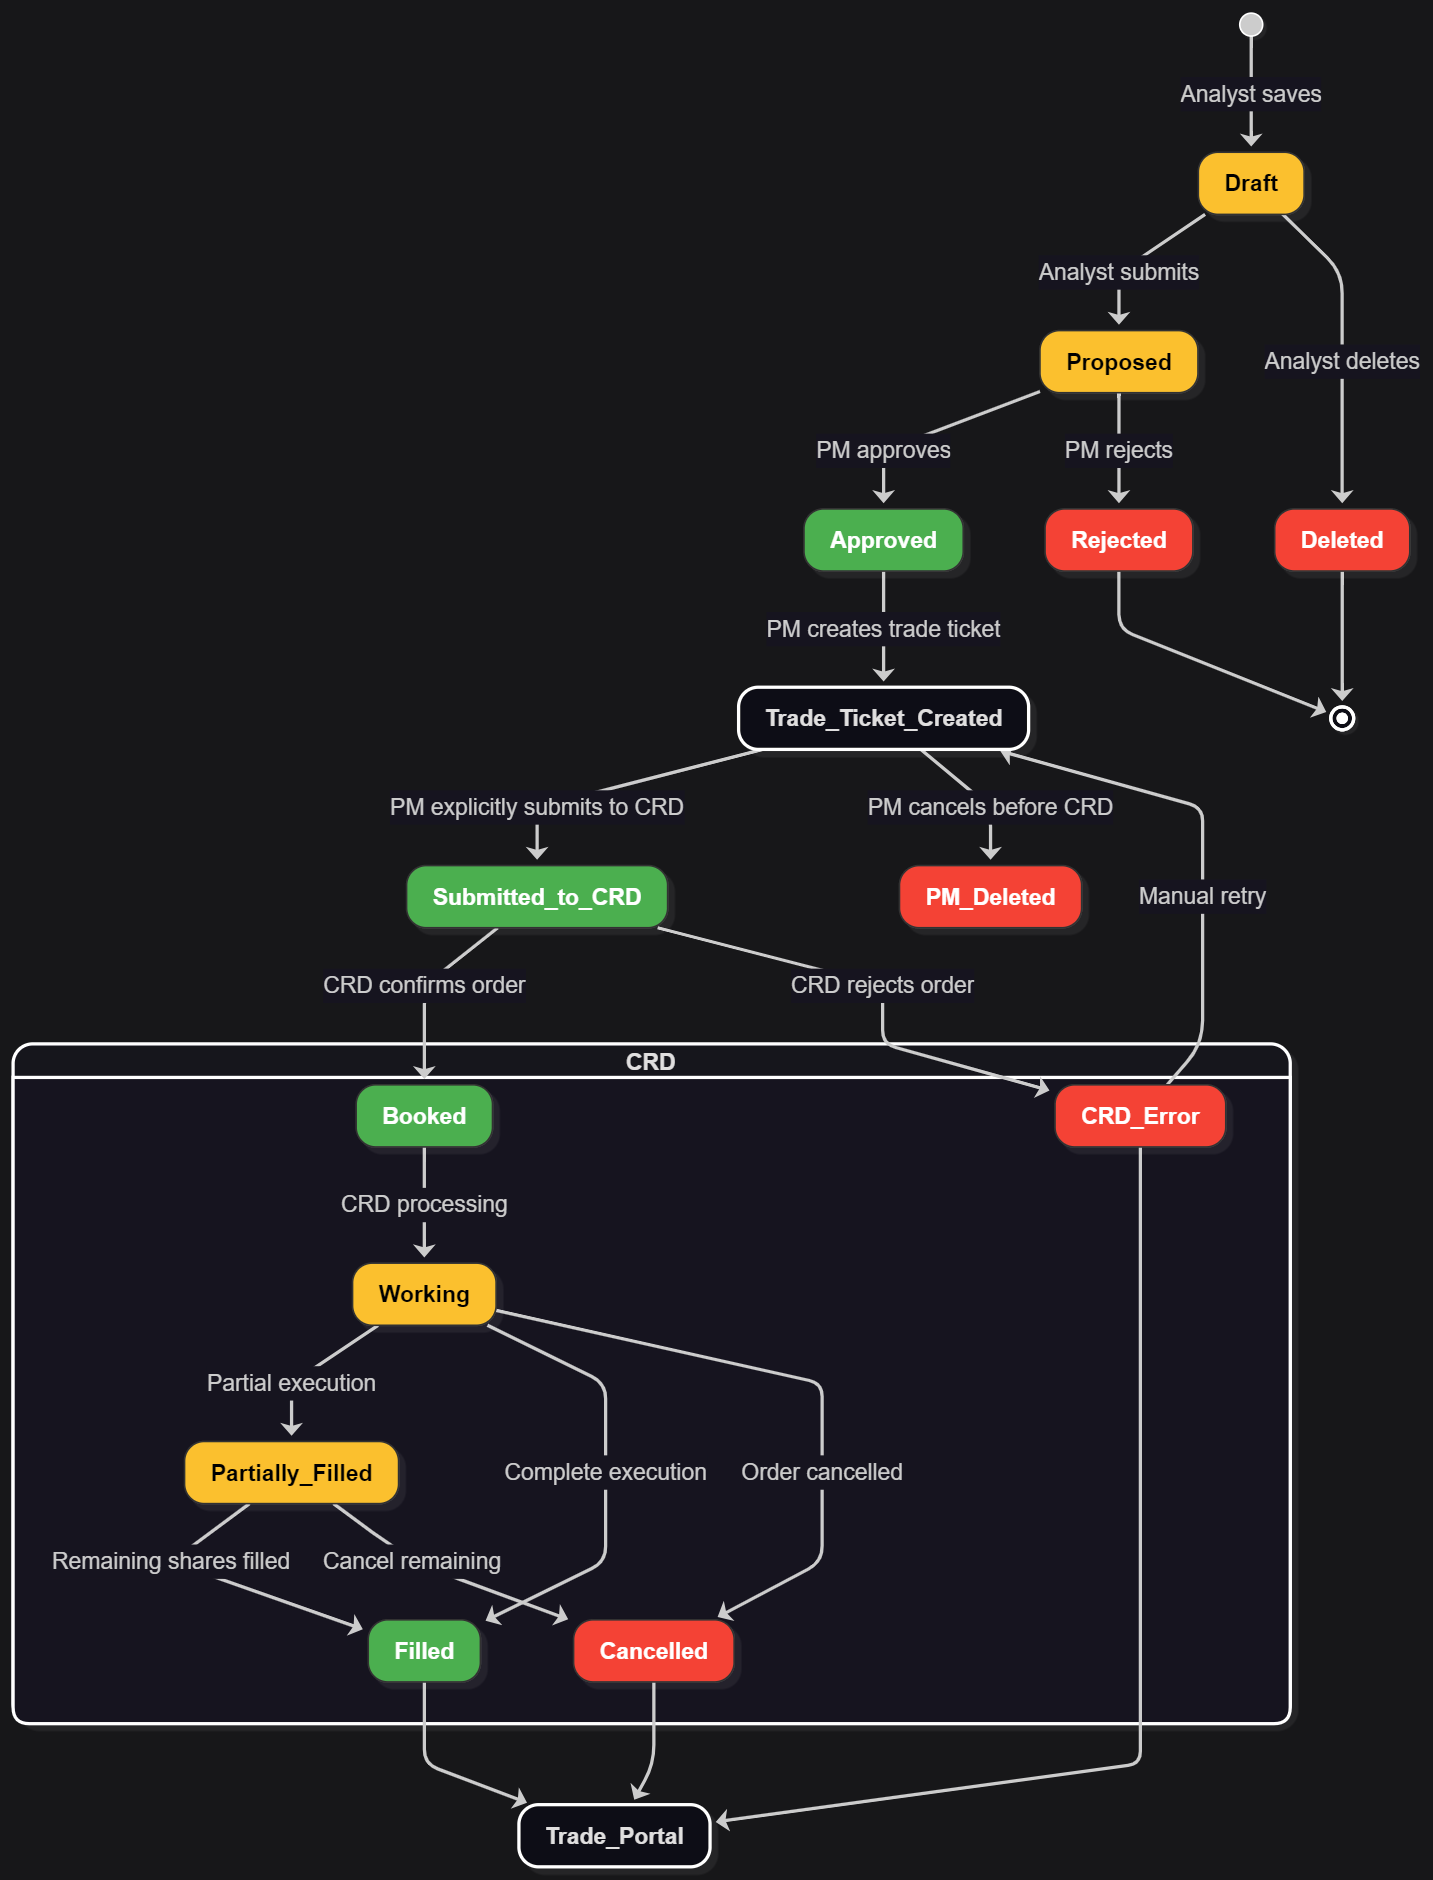 Analyst saves
Draft
Analyst submits
Proposed
Analyst deletes
PM approves
PM rejects
Approved
Rejected
Deleted
PM creates trade ticket
Trade_Ticket_Created
PM explicitly submits to CRD
PM cancels before CRD
Submitted_to_CRD
PM_Deleted
Manual retry
CRD confirms order
CRD rejects order
CRD
Booked
CRD_Error
CRD processing
Working
Partial execution
Partially_Filled
Complete execution
Order cancelled
Remaining shares filled
Cancel remaining
Filled
Cancelled
Trade_Portal